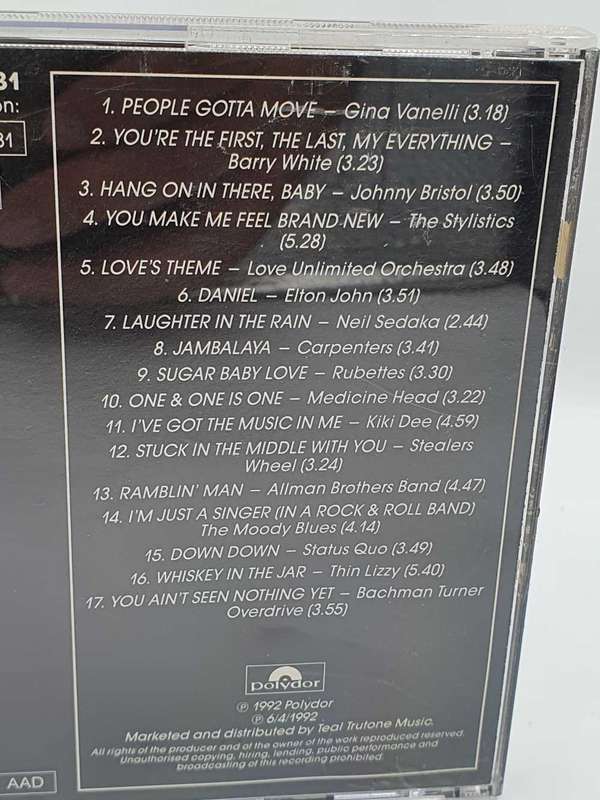 31
on:
31
1. PEOPLE GOTTA MOVE – Gina Vanelli (3.18)
2. YOU'RE THE FIRST, THE LAST, MY EVERYTHING –
Barry White (3.23)
3. HANG ON IN THERE, BABY – Johnny Bristol (3.50)
4. YOU MAKE ME FEEL BRAND NEW – The Stylistics
(5.28)
5. LOVE'S THEME – Love Unlimited Orchestra (3.48)
6. DANIEL – Elton John (3.51)
7. LAUGHTER IN THE RAIN – Neil Sedaka (2.44)
8. JAMBALAYA – Carpenters (3.41)
9. SUGAR BABY LOVE – Rubettes (3.30)
10. ONE & ONE IS ONE – Medicine Head (3.22)
11. I'VE GOT THE MUSIC IN ME – Kiki Dee (4.59)
12. STUCK IN THE MIDDLE WITH YOU – Stealers
Wheel (3.24)
13. RAMBLIN' MAN – Allman Brothers Band (4.47)
14. I'M JUST A SINGER (IN A ROCK & ROLL BAND)
The Moody Blues (4.14)
15. DOWN DOWN – Status Quo (3.49)
16. WHISKEY IN THE JAR – Thin Lizzy (5.40)
17. YOU AIN'T SEEN NOTHING YET – Bachman Turner
Overdrive (3.55)
polydor
℗ 1992 Polydor
℗ 6/4/1992
Marketed and distributed by Teal Trutone Music.
All rights of the producer and of the owner of the work reproduced reserved.
Unauthorised copying, hiring, lending, public performance and
broadcasting of this recording prohibited
AAD